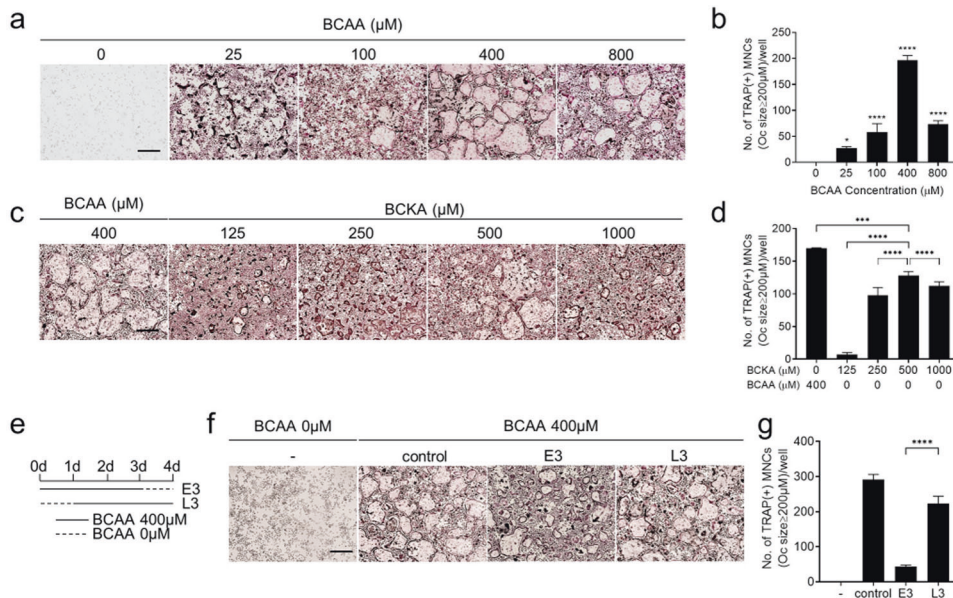 a
BCAA (µM)
0 25 100 400 800
b
No. of TRAP(+) MNCs
(Oc size≥200µM)/well
250
200
150
100
50
0
* **** **** ****
0 25 100 400 800
BCAA Concentration (µM)
c
BCAA (µM) BCKA (µM)
400 125 250 500 1000
d
No. of TRAP(+) MNCs
(Oc size≥200µM)/well
200
150
100
50
0
***
****
**** ****
BCKA (µM) 0 125 250 500 1000
BCAA (µM) 400 0 0 0 0
e
0d 1d 2d 3d 4d
E3
L3
BCAA 400µM
BCAA 0µM
f
BCAA 0µM BCAA 400µM
- control E3 L3
g
No. of TRAP(+) MNCs
(Oc size≥200µM)/well
400
300
200
100
0
****
- control E3 L3